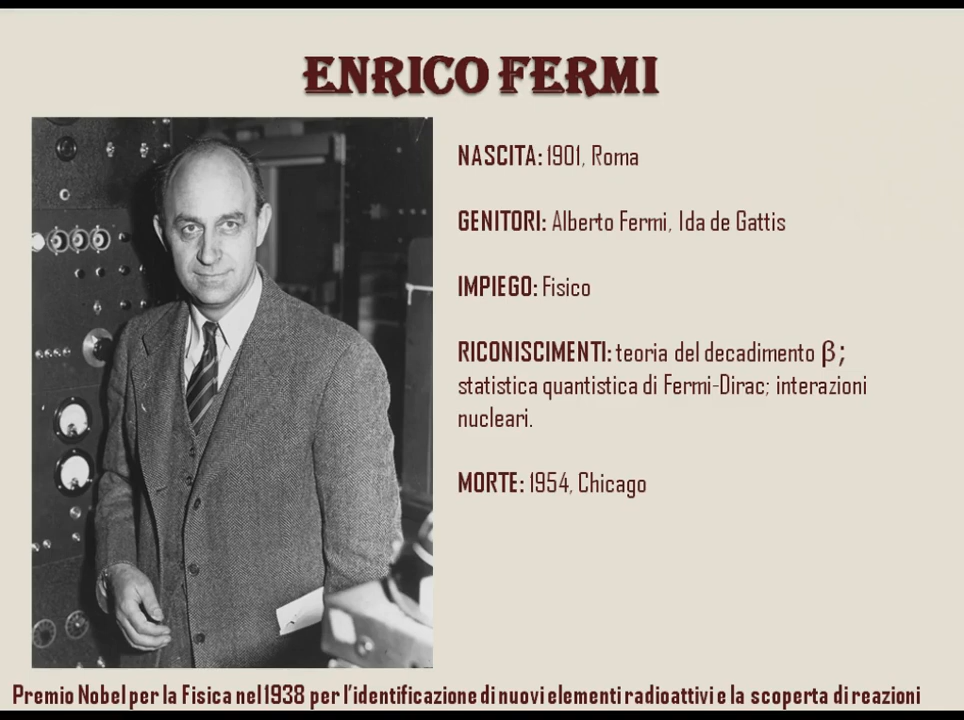 ENRICO FERMI
NASCITA: 1901, Roma
GENITORI: Alberto Fermi, Ida de Gattis
IMPIEGO: Fisico
RICONISCIMENTI: teoria del decadimento β;
statistica quantistica di Fermi-Dirac; interazioni
nucleari.
MORTE: 1954, Chicago
Premio Nobel per la Fisica nel 1938 per l'identificazione di nuovi elementi radioattivi e la scoperta di reazioni